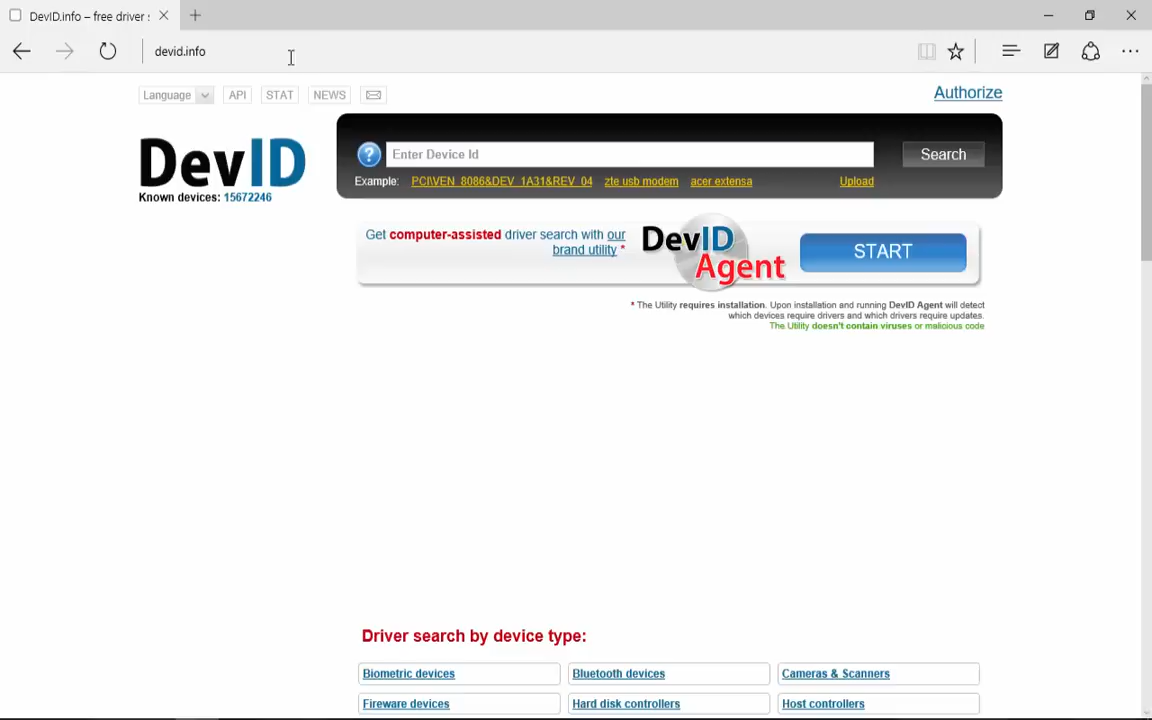 DevID.info – free driver :
devid.info
Language API STAT NEWS Authorize
DevID
Known devices: 15672246
? Enter Device Id Search
Example: PCI\VEN_8086&DEV_1A31&REV_04 zte usb modem acer extensa Upload
Get computer-assisted driver search with our
brand utility *
DevID
Agent
START
* The Utility requires installation. Upon installation and running DevID Agent will detect
which devices require drivers and which drivers require updates.
The Utility doesn't contain viruses or malicious code
Driver search by device type:
Biometric devices Bluetooth devices Cameras & Scanners
Fireware devices Hard disk controllers Host controllers